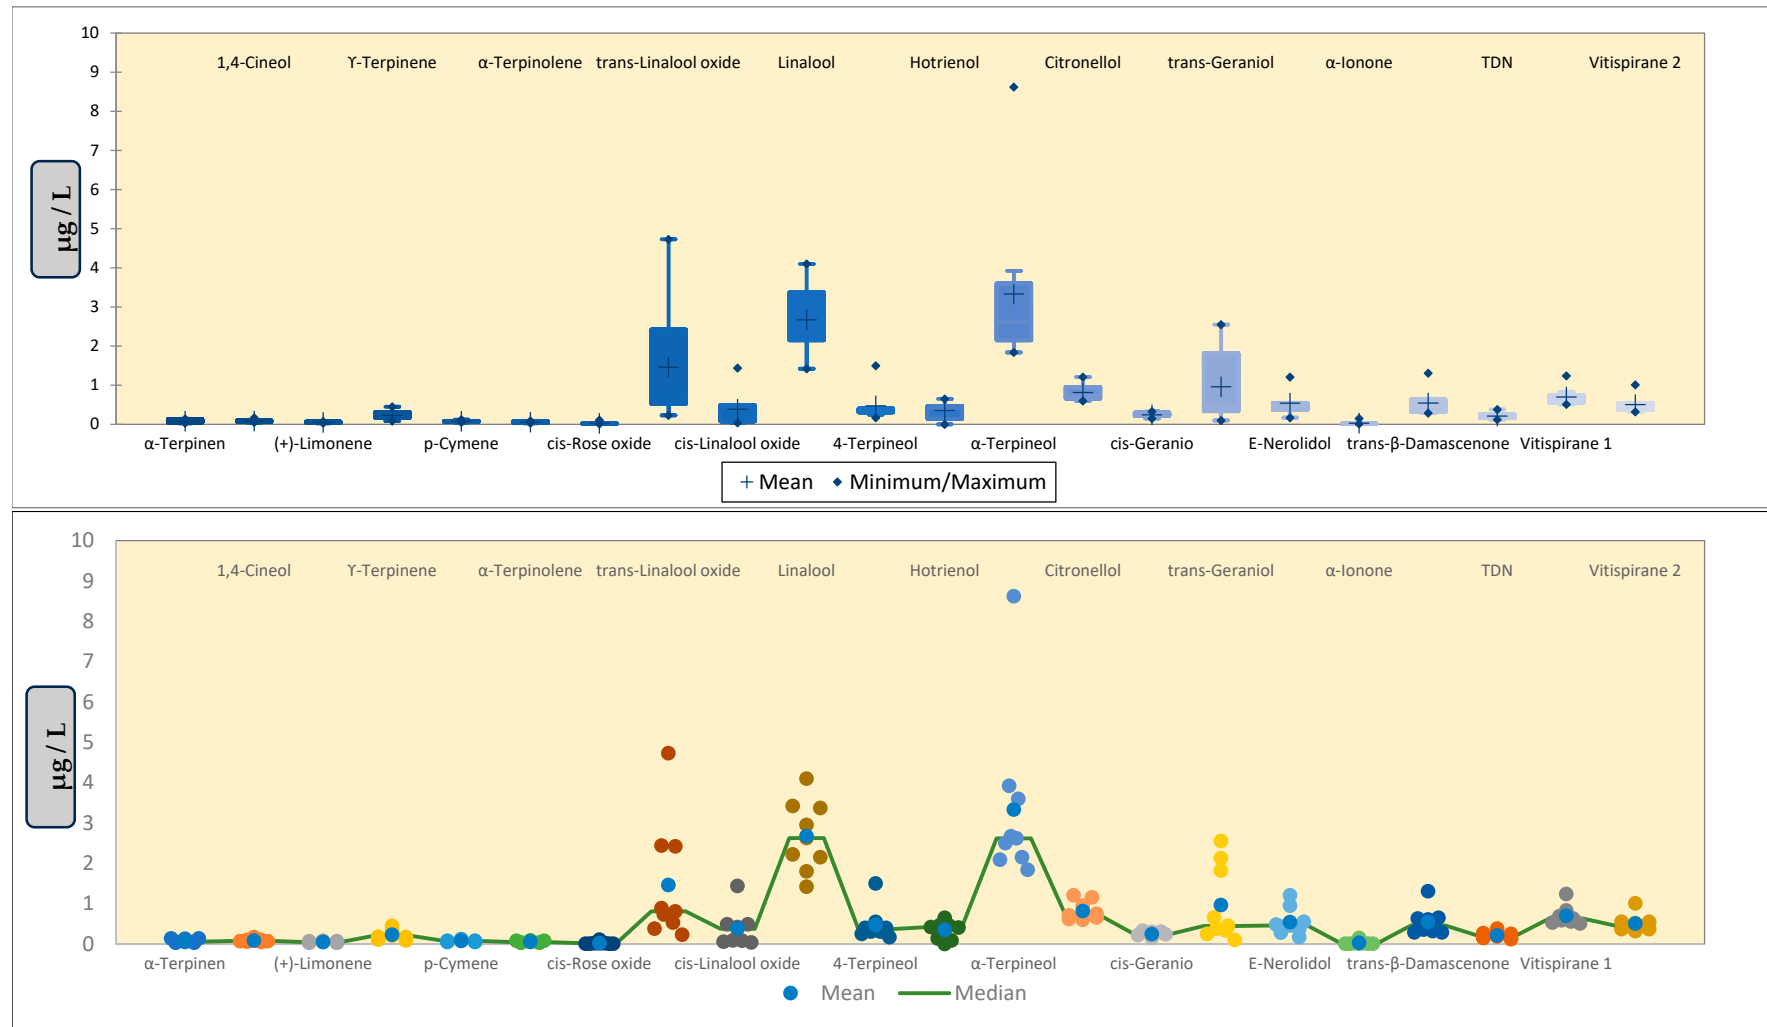 10
1,4-Cineol ϒ-Terpinene α-Terpinolene trans-Linalool oxide Linalool Hotrienol Citronellol trans-Geraniol α-Ionone TDN Vitispirane 2
9
8
7
6
5
4
3
2
1
0
µg / L
α-Terpinen (+)-Limonene p-Cymene cis-Rose oxide cis-Linalool oxide 4-Terpineol α-Terpineol cis-Geranio E-Nerolidol trans-β-Damascenone Vitispirane 1
Mean Minimum/Maximum
10
1,4-Cineol ϒ-Terpinene α-Terpinolene trans-Linalool oxide Linalool Hotrienol Citronellol trans-Geraniol α-Ionone TDN Vitispirane 2
9
8
7
6
5
4
3
2
1
0
µg / L
α-Terpinen (+)-Limonene p-Cymene cis-Rose oxide cis-Linalool oxide 4-Terpineol α-Terpineol cis-Geranio E-Nerolidol trans-β-Damascenone Vitispirane 1
Mean Median